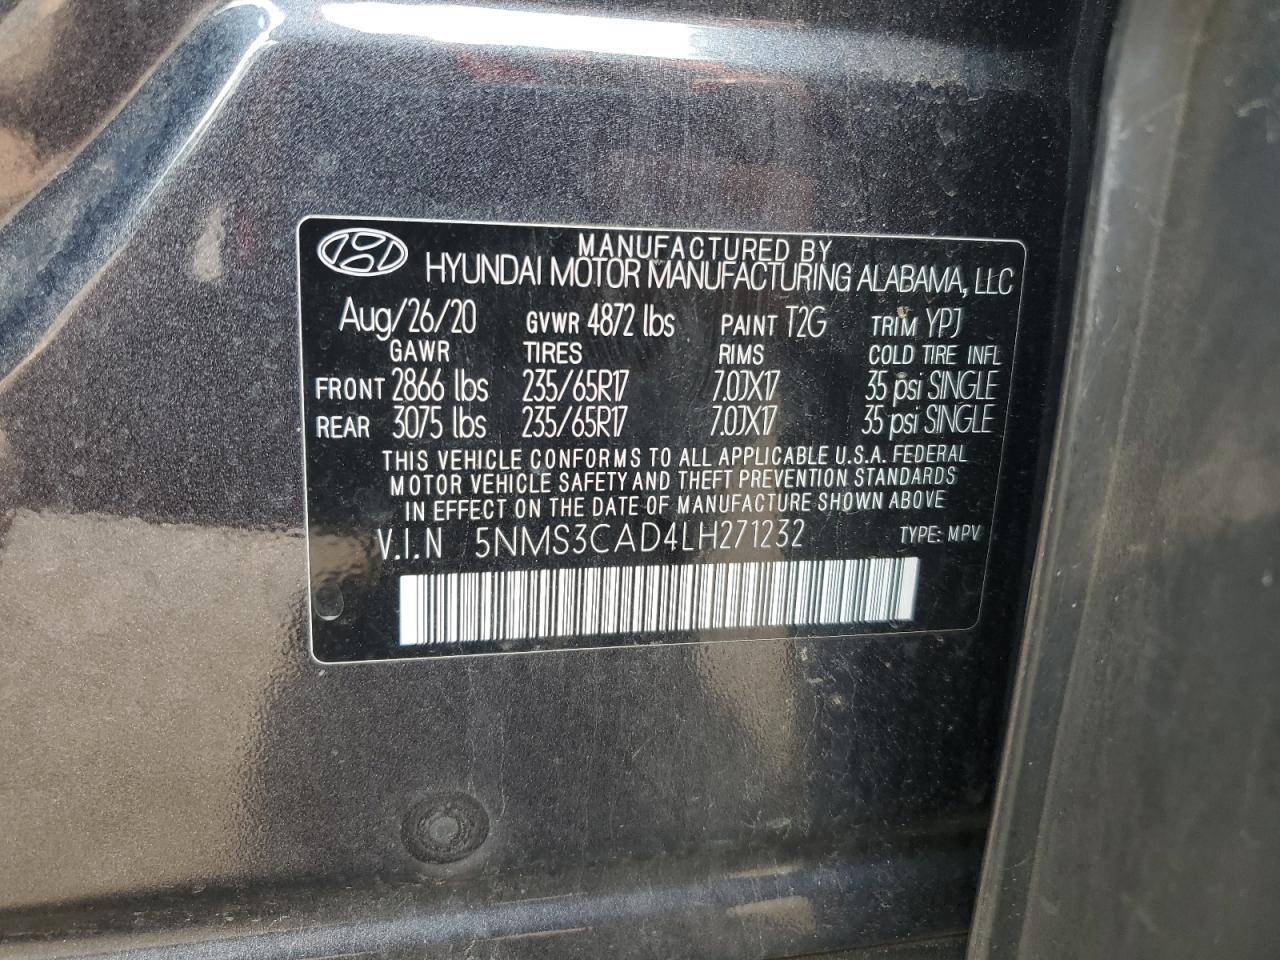 MANUFACTURED BY
HYUNDAI MOTOR MANUFACTURING ALABAMA, LLC
Aug/26/20 GVWR 4872 lbs PAINT T2G TRIM YPJ
GAWR TIRES RIMS COLD TIRE INFL
FRONT 2866 lbs 235/65R17 7.0JX17 35 psi SINGLE
REAR 3075 lbs 235/65R17 7.0JX17 35 psi SINGLE
THIS VEHICLE CONFORMS TO ALL APPLICABLE U.S.A. FEDERAL
MOTOR VEHICLE SAFETY AND THEFT PREVENTION STANDARDS
IN EFFECT ON THE DATE OF MANUFACTURE SHOWN ABOVE
V.I.N 5NMS3CAD4LH271232 TYPE: MPV